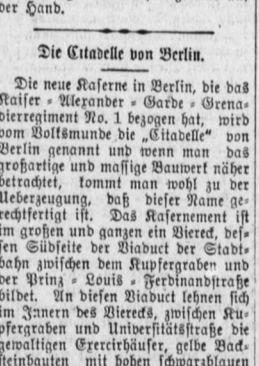 der Hand.
Die Citadelle von Berlin.
Die neue Kaserne in Berlin, die das
Kaiser-Alexander-Garde-Grena-
dierregiment No. 1 bezogen hat, wird
vom Volksmunde die „Citadelle“ von
Berlin genannt und wenn man das
großartige und massige Bauwerk näher
betrachtet, kommt man wohl zu der
Ueberzeugung, daß dieser Name ge-
rechtfertigt ist. Das Kasernement ist
im großen und ganzen ein Viereck, des-
sen Südseite der Viaduct der Stadt-
bahn zwischen dem Kupfergraben und
der Prinz-Louis-Ferdinandstraße
bildet. An diesen Viaduct lehnen sich
im Innern des Vierecks, zwischen Ku-
pfergraben und Universitätsstraße die
gewaltigen Exercirhäuser, gelbe Back-
steinbauten mit hohen schwarzblauen